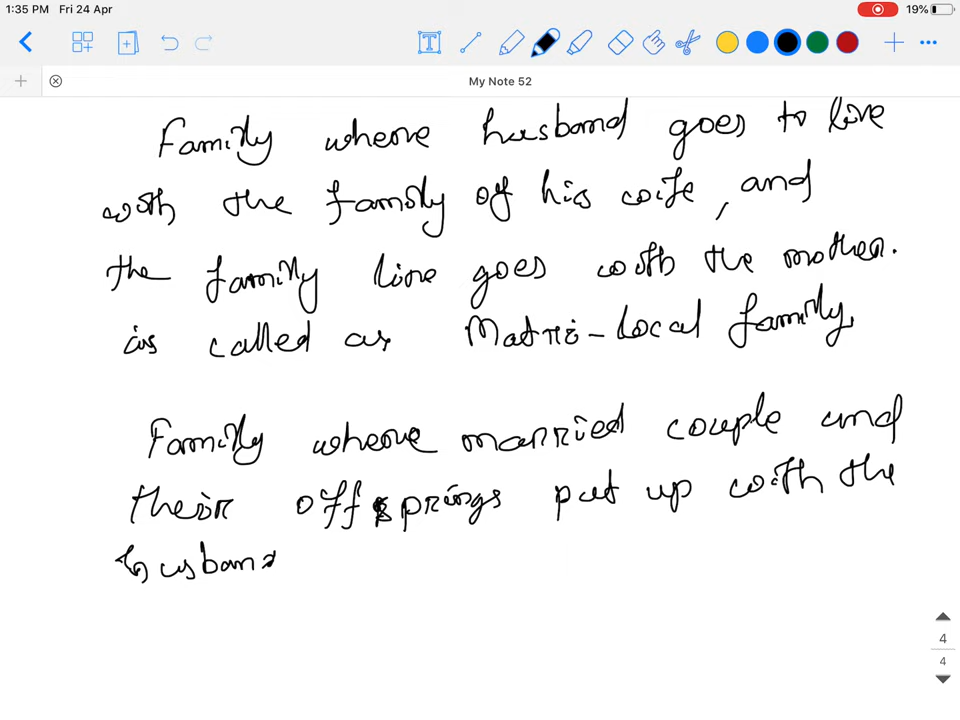 1:35 PM Fri 24 Apr
19%
My Note 52
Family where husband goes to live
with the family of his wife, and
the family line goes with the mother.
is called as Matri-Local family.
Family where married couple and
their offsprings put up with the
husban
4
4